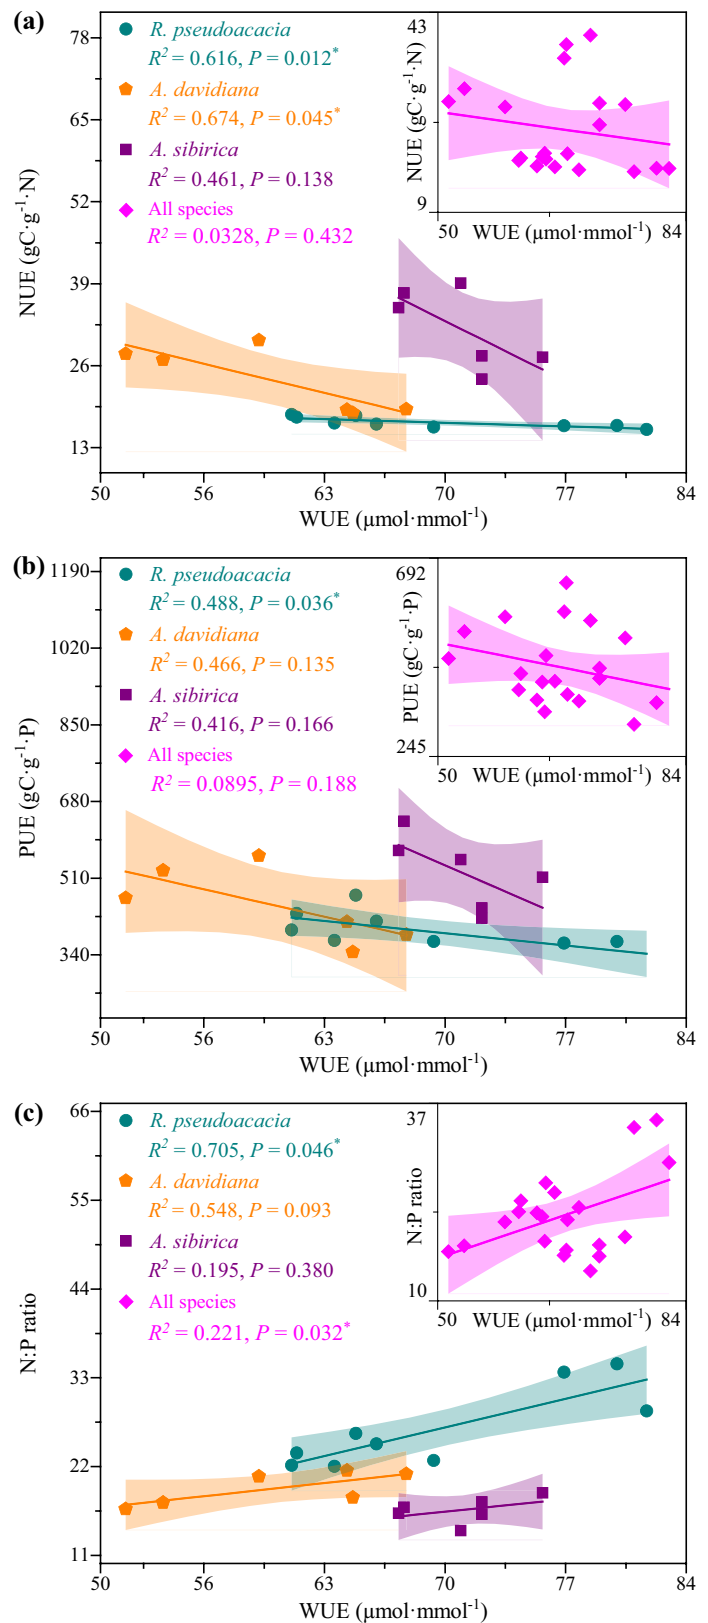 (a)
R. pseudoacacia
R² = 0.616, P = 0.012*
A. davidiana
R² = 0.674, P = 0.045*
A. sibirica
R² = 0.461, P = 0.138
All species
R² = 0.0328, P = 0.432
NUE (gC·g⁻¹·N)
78
65
52
39
26
13
50 56 63 70 77 84
WUE (μmol·mmol⁻¹)
43
NUE (gC·g⁻¹·N)
9
50 WUE (μmol·mmol⁻¹) 84
(b)
R. pseudoacacia
R² = 0.488, P = 0.036*
A. davidiana
R² = 0.466, P = 0.135
A. sibirica
R² = 0.416, P = 0.166
All species
R² = 0.0895, P = 0.188
PUE (gC·g⁻¹·P)
1190
1020
850
680
510
340
50 56 63 70 77 84
WUE (μmol·mmol⁻¹)
692
PUE (gC·g⁻¹·P)
245
50 WUE (μmol·mmol⁻¹) 84
(c)
R. pseudoacacia
R² = 0.705, P = 0.046*
A. davidiana
R² = 0.548, P = 0.093
A. sibirica
R² = 0.195, P = 0.380
All species
R² = 0.221, P = 0.032*
N:P ratio
66
55
44
33
22
11
50 56 63 70 77 84
WUE (μmol·mmol⁻¹)
37
N:P ratio
10
50 WUE (μmol·mmol⁻¹) 84